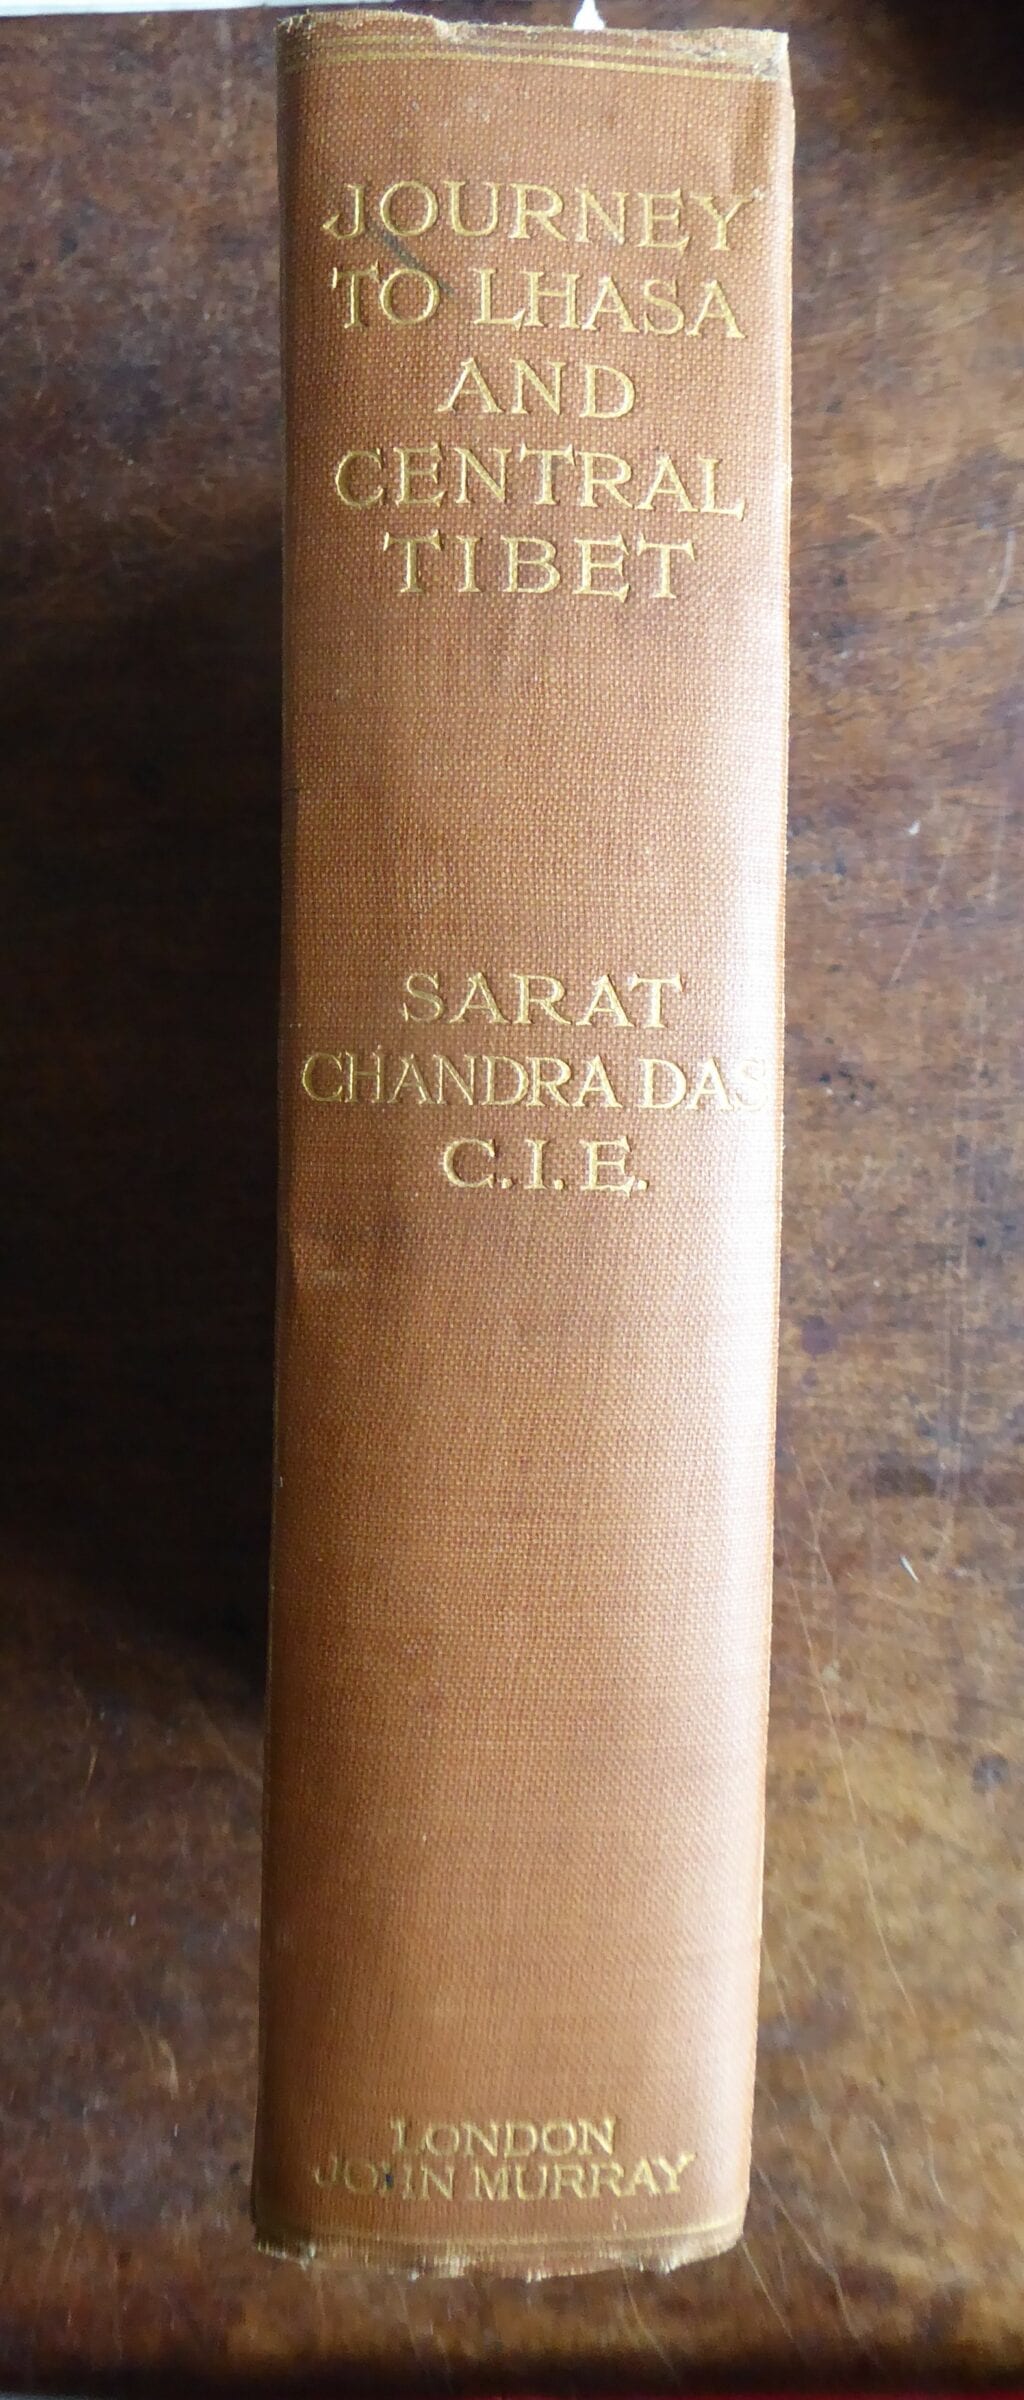 JOURNEY
TO LHASA
AND
CENTRAL
TIBET
SARAT
CHANDRA DAS
C.I.E.
LONDON
JOHN MURRAY